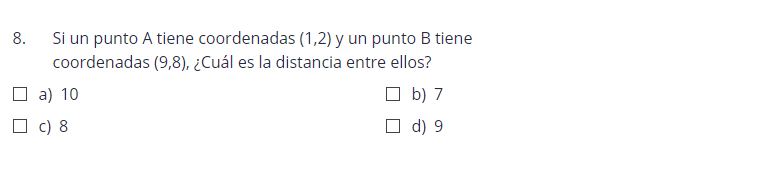 8. Si un punto A tiene coordenadas (1,2) y un punto B tiene
coordenadas (9,8), ¿Cuál es la distancia entre ellos?
a) 10 b) 7
c) 8 d) 9